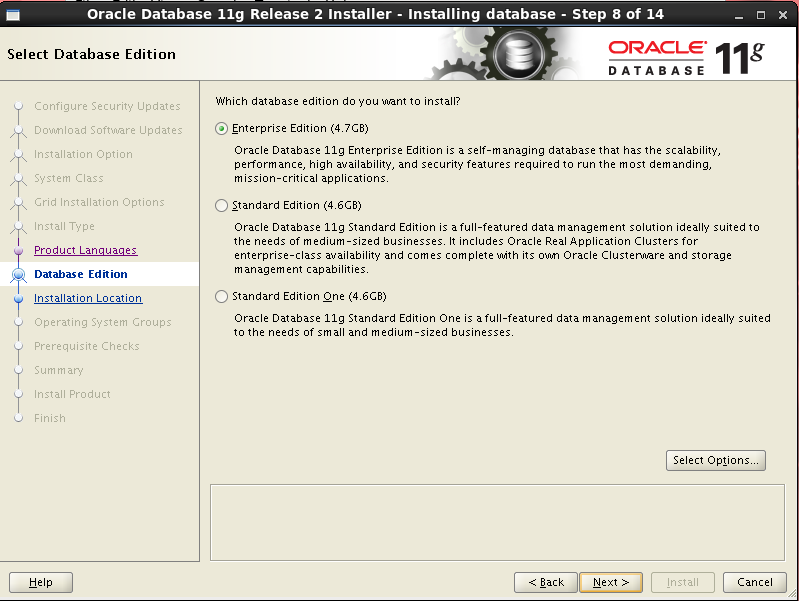 Oracle Database 11g Release 2 Installer - Installing database - Step 8 of 14
Select Database Edition
ORACLE
DATABASE
11g
Configure Security Updates
Download Software Updates
Installation Option
System Class
Grid Installation Options
Install Type
Product Languages
Database Edition
Installation Location
Operating System Groups
Prerequisite Checks
Summary
Install Product
Finish
Which database edition do you want to install?
Enterprise Edition (4.7GB)
Oracle Database 11g Enterprise Edition is a self-managing database that has the scalability,
performance, high availability, and security features required to run the most demanding,
mission-critical applications.
Standard Edition (4.6GB)
Oracle Database 11g Standard Edition is a full-featured data management solution ideally suited to
the needs of medium-sized businesses. It includes Oracle Real Application Clusters for
enterprise-class availability and comes complete with its own Oracle Clusterware and storage
management capabilities.
Standard Edition One (4.6GB)
Oracle Database 11g Standard Edition One is a full-featured data management solution ideally suited
to the needs of small and medium-sized businesses.
Select Options...
Help
< Back
Next >
Install
Cancel